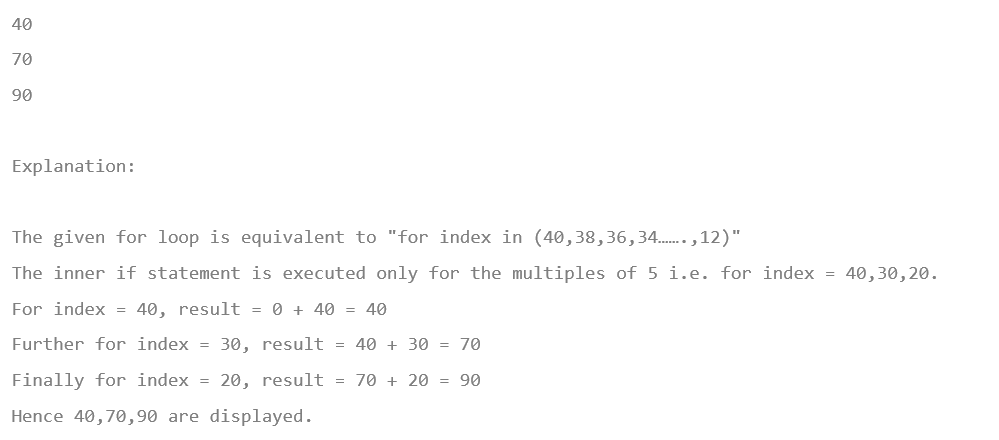 40
70
90
Explanation:
The given for loop is equivalent to "for index in (40,38,36,34…….,12)"
The inner if statement is executed only for the multiples of 5 i.e. for index = 40,30,20.
For index = 40, result = 0 + 40 = 40
Further for index = 30, result = 40 + 30 = 70
Finally for index = 20, result = 70 + 20 = 90
Hence 40,70,90 are displayed.